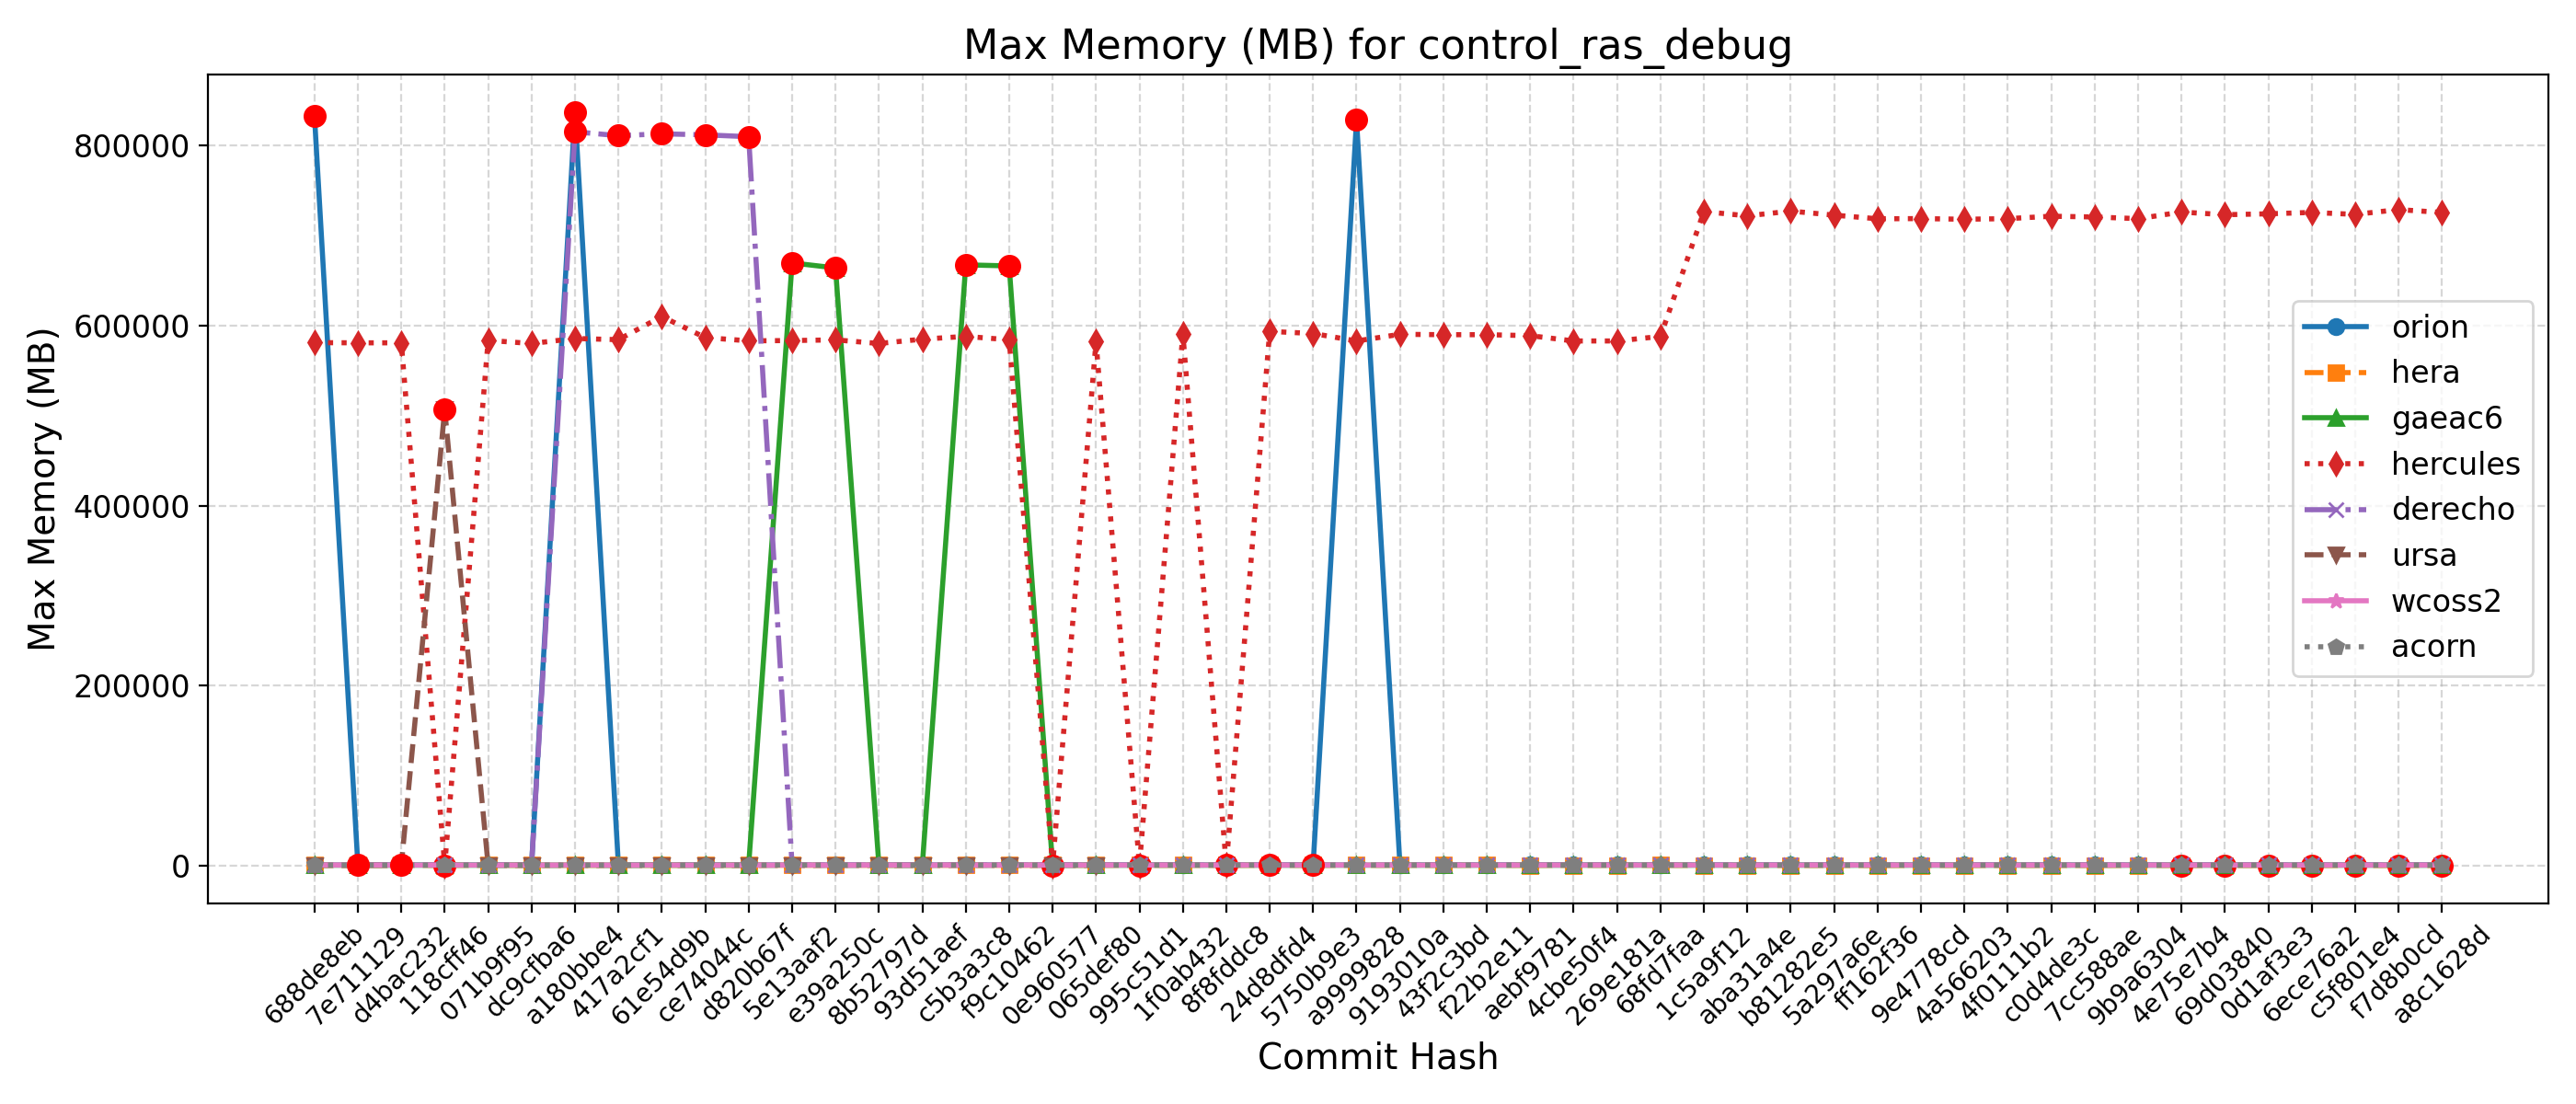 Max Memory (MB) for control_ras_debug
Max Memory (MB)
800000
600000
400000
200000
0
orion
hera
gaeac6
hercules
derecho
ursa
wcoss2
acorn
688de8eb
7e711129
d4bac232
118cff46
071b9f95
dc9cfba6
a180bbe4
417a2cf1
61e54d9b
ce74044c
d820b67f
5e13aaf2
e39a250c
8b5297d
93d51aef
c5b3a3c8
f9c10462
0e960577
065def80
995c51d1
1f0ab432
8f8fddc8
24d8dfd4
5750b9e3
a9999828
9193010a
43f2c3bd
f22b2e11
aebf9781
4cbe50f4
269e181a
68fd7faa
1c5a9f12
aba31a4e
b81282e5
5a297a6e
ff162f36
9e4778cd
4a566203
4f0111b2
c0d4de3c
7cc588ae
9b9a6304
4e75e7b4
69d03840
0d1af3e3
6ece76a2
c5f801e4
f7d8b0cd
a8c1628d
Commit Hash